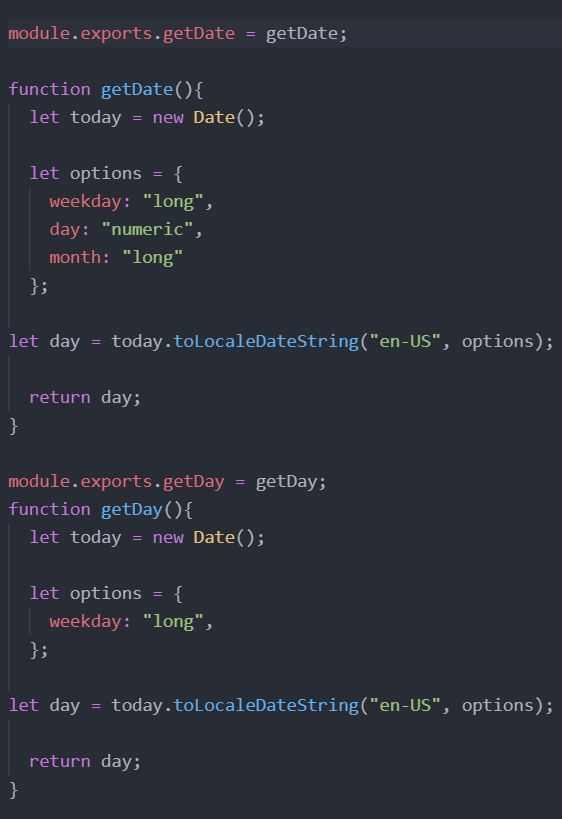 module.exports.getDate = getDate;
function getDate(){
let today = new Date();
let options = {
weekday: "long",
day: "numeric",
month: "long"
};
let day = today.toLocaleDateString("en-US", options);
return day;
}
module.exports.getDay = getDay;
function getDay(){
let today = new Date();
let options = {
weekday: "long",
};
let day = today.toLocaleDateString("en-US", options);
return day;
}